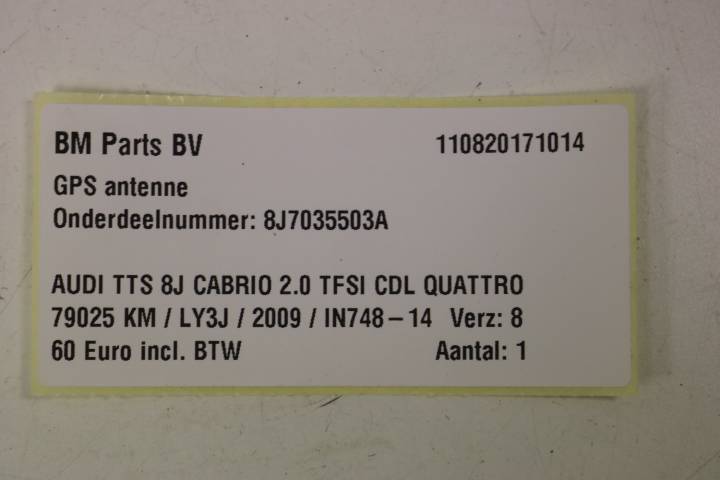 BM Parts BV 110820171014
GPS antenne
Onderdeelnummer: 8J7035503A
AUDI TTS 8J CABRIO 2.0 TFSI CDL QUATTRO
79025 KM / LY3J / 2009 / IN748-14 Verz: 8
60 Euro incl. BTW Aantal: 1